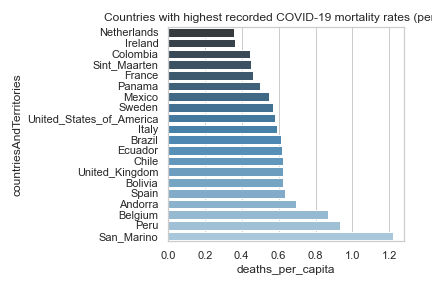 Countries with highest recorded COVID-19 mortality rates (per
Netherlands
Ireland
Colombia
Sint_Maarten
France
Panama
Mexico
Sweden
United_States_of_America
Italy
Brazil
Ecuador
Chile
United_Kingdom
Bolivia
Spain
Andorra
Belgium
Peru
San_Marino
countriesAndTerritories
0.0 0.2 0.4 0.6 0.8 1.0 1.2
deaths_per_capita